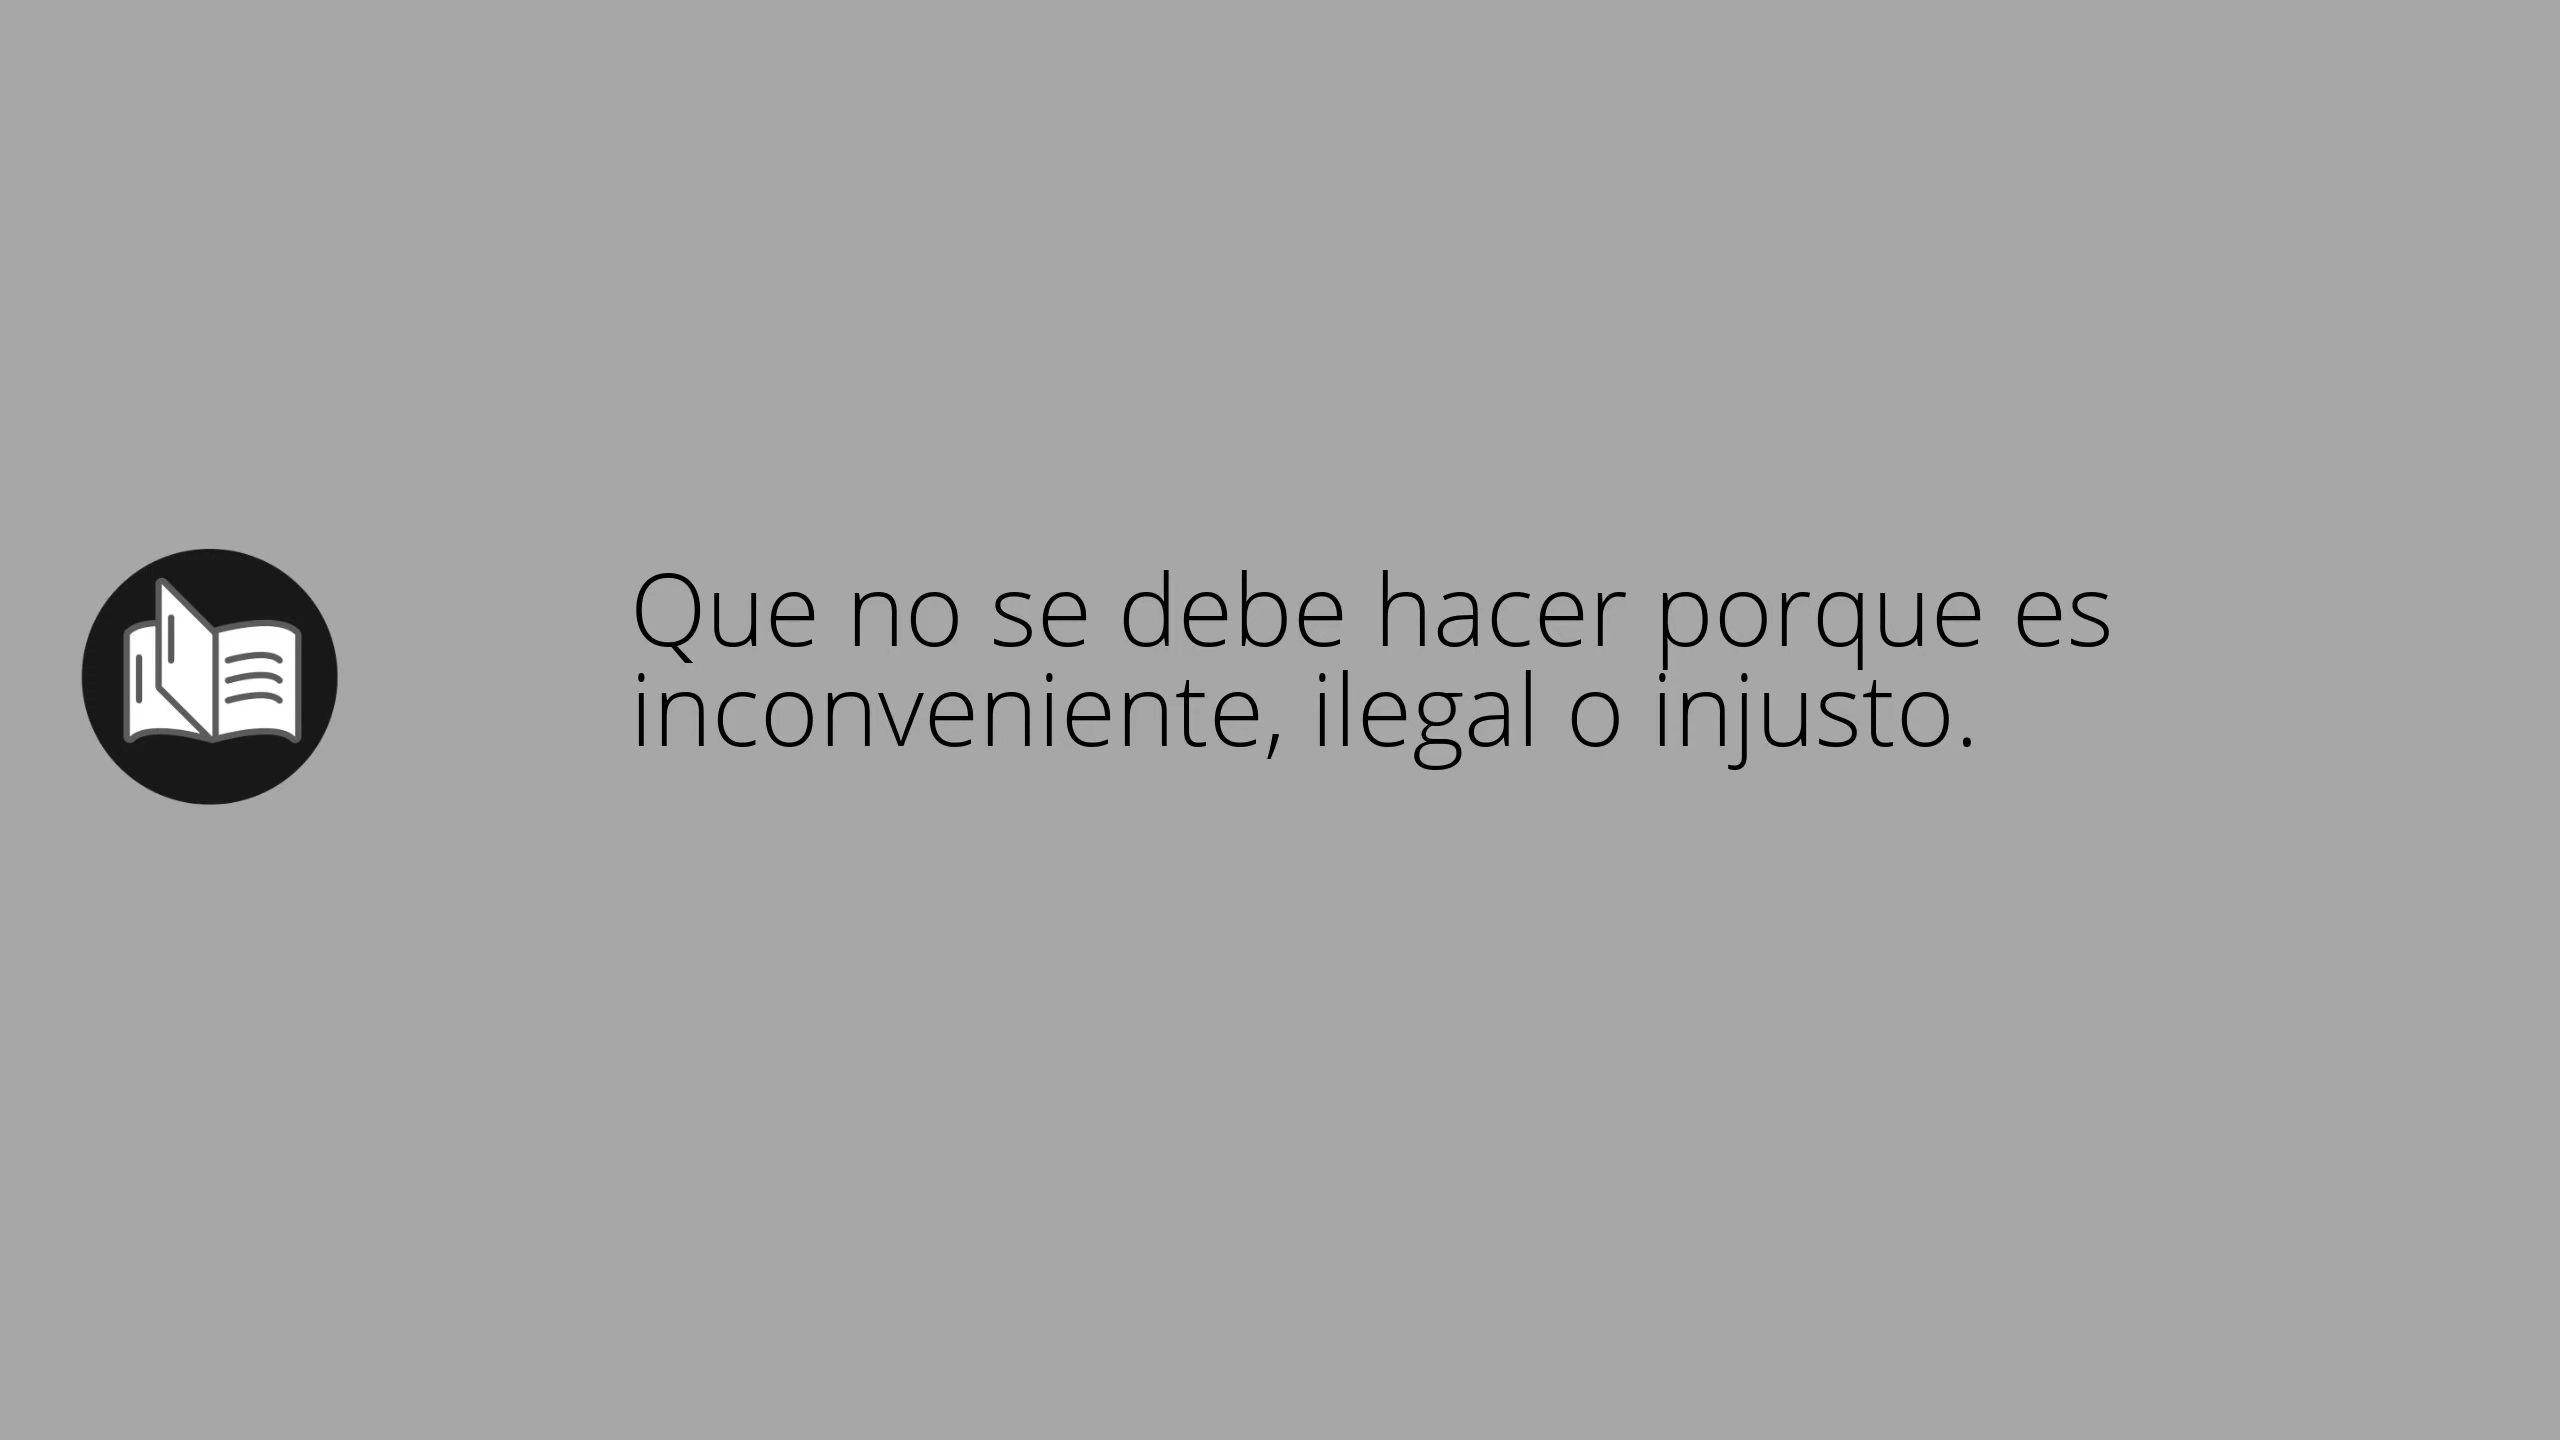 Que no se debe hacer porque es
inconveniente, ilegal o injusto.